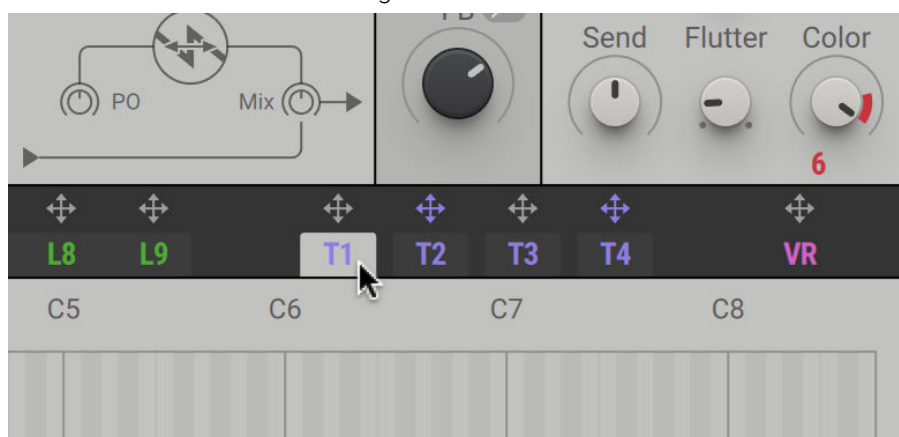 Send Flutter Color
PO Mix
6
L8 L9 T1 T2 T3 T4 VR
C5 C6 C7 C8